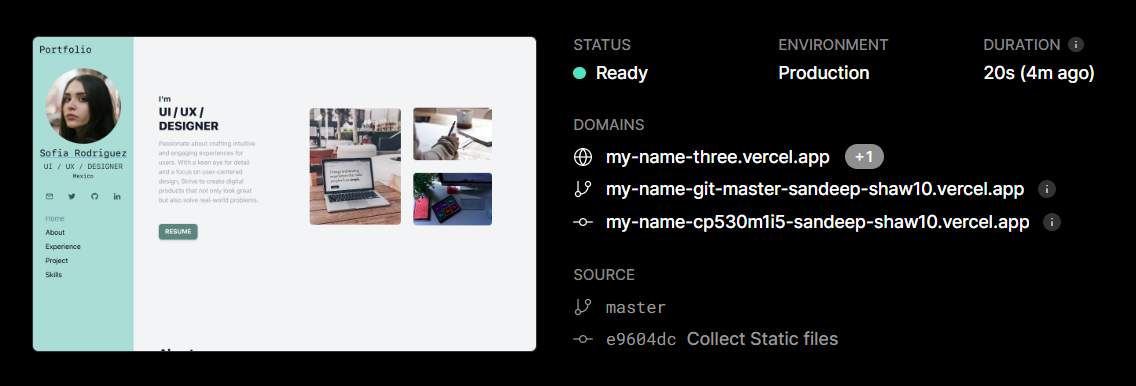 Portfolio
Sofia Rodriguez
UI / UX / DESIGNER
Mexico
Home
About
Experience
Project
Skills
I'm
UI / UX /
DESIGNER
Passionate about crafting intuitive
and engaging experiences for
users. With a keen eye for detail
and a focus on user-centered
design, Strive to create digital
products that not only look great
but also solve real-world problems.
RESUME
STATUS
Ready
ENVIRONMENT
Production
DURATION
20s (4m ago)
DOMAINS
my-name-three.vercel.app +1
my-name-git-master-sandeep-shaw10.vercel.app
my-name-cp530m1i5-sandeep-shaw10.vercel.app
SOURCE
master
e9604dc Collect Static files